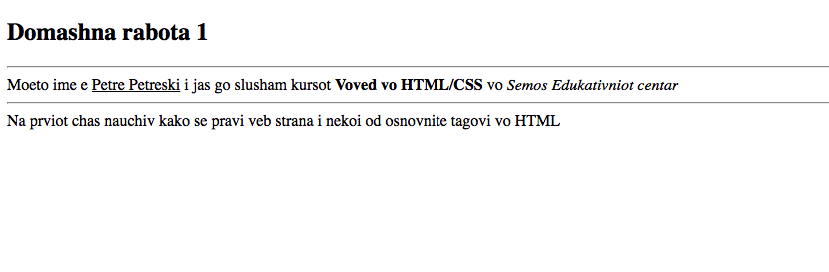 Domashna rabota 1
Moeto ime e Petre Petreski i jas go slusham kursot Voved vo HTML/CSS vo Semos Edukativniot centar
Na prviot chas nauchiv kako se pravi veb strana i nekoi od osnovnite tagovi vo HTML